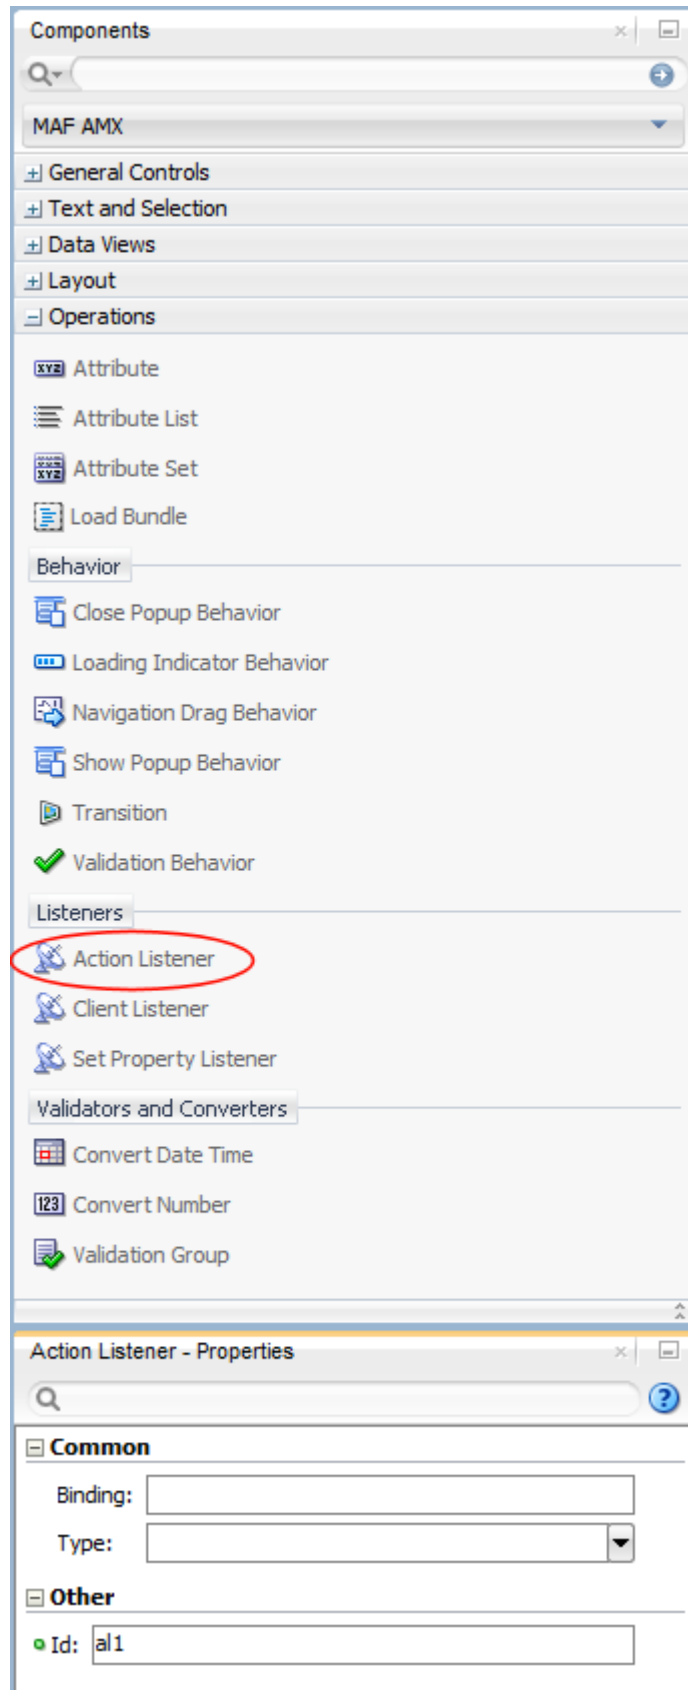 Components
MAF AMX
General Controls
Text and Selection
Data Views
Layout
Operations
XYZ Attribute
Attribute List
XYZ Attribute Set
Load Bundle
Behavior
Close Popup Behavior
Loading Indicator Behavior
Navigation Drag Behavior
Show Popup Behavior
Transition
Validation Behavior
Listeners
Action Listener
Client Listener
Set Property Listener
Validators and Converters
Convert Date Time
123 Convert Number
Validation Group
Action Listener - Properties
Common
Binding:
Type:
Other
Id: al1